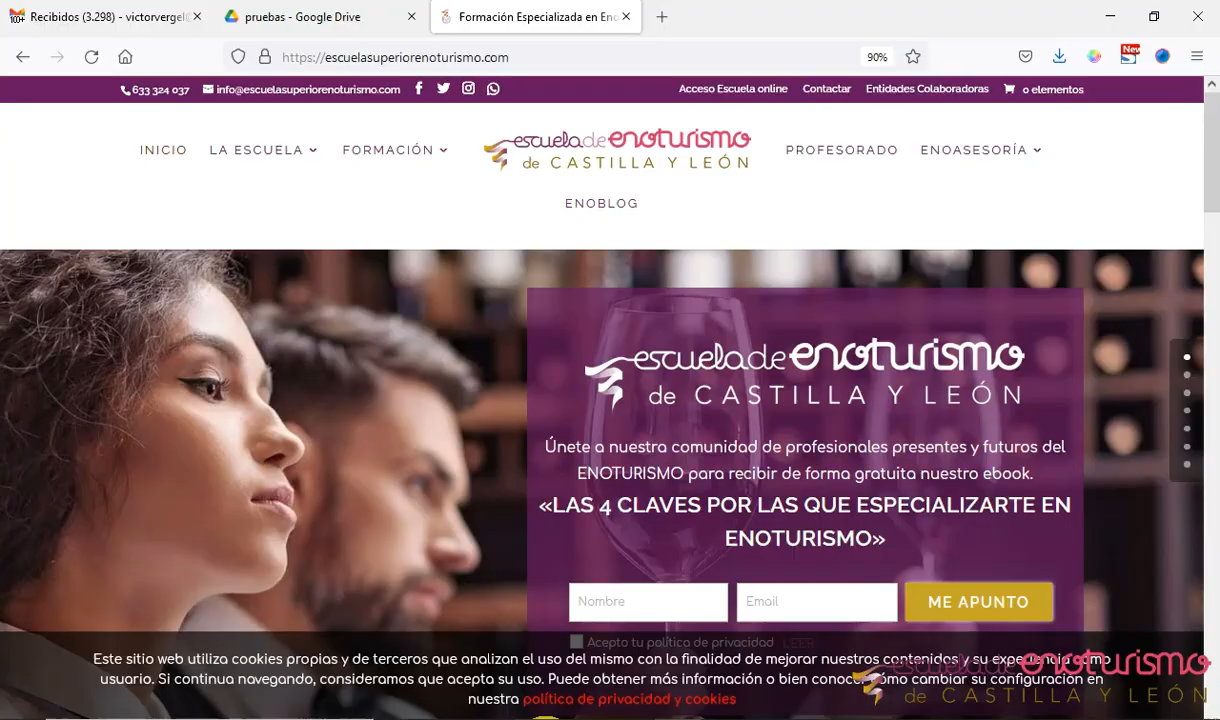 Recibidos (3.298) - victorvergel
pruebas - Google Drive
Formación Especializada en Eno
https://escuelasuperiorenoturismo.com
90%
New
633 324 037
info@escuelasuperiorenoturismo.com
Acceso Escuela online
Contactar
Entidades Colaboradoras
0 elementos
INICIO
LA ESCUELA
FORMACIÓN
escuela de enoturismo
de CASTILLA Y LEÓN
PROFESORADO
ENOASESORÍA
ENOBLOG
escuela de enoturismo
de CASTILLA Y LEÓN
Únete a nuestra comunidad de profesionales presentes y futuros del
ENOTURISMO para recibir de forma gratuita nuestro ebook.
«LAS 4 CLAVES POR LAS QUE ESPECIALIZARTE EN
ENOTURISMO»
Nombre
Email
ME APUNTO
Acepto tu política de privacidad LEER
Este sitio web utiliza cookies propias y de terceros que analizan el uso del mismo con la finalidad de mejorar nuestros contenidos y su experiencia como
usuario. Si continua navegando, consideramos que acepta su uso. Puede obtener más información o bien conocer cómo cambiar su configuración en
nuestra política de privacidad y cookies
escuela de enoturismo
de CASTILLA Y LEÓN